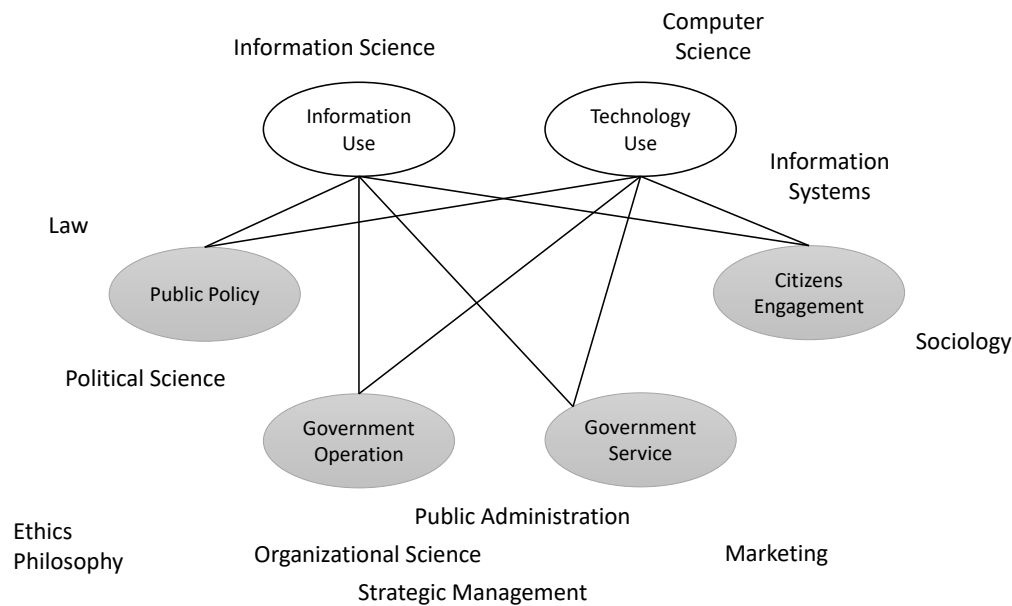 Computer
Science
Information Science
Information
Use
Technology
Use
Information
Systems
Law
Public Policy
Citizens
Engagement
Sociology
Political Science
Government
Operation
Government
Service
Public Administration
Ethics
Philosophy
Organizational Science
Marketing
Strategic Management